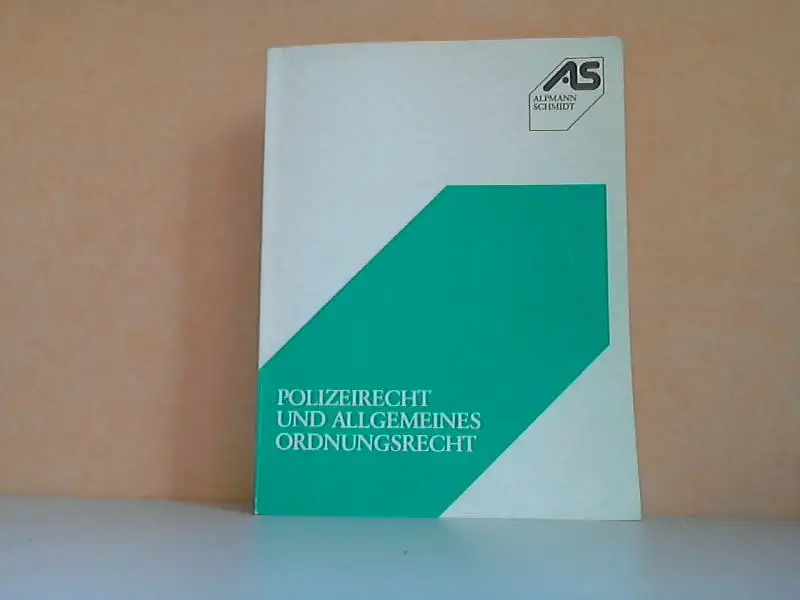 AS
ALPMANN
SCHMIDT
POLIZEIRECHT
UND ALLGEMEINES
ORDNUNGSRECHT